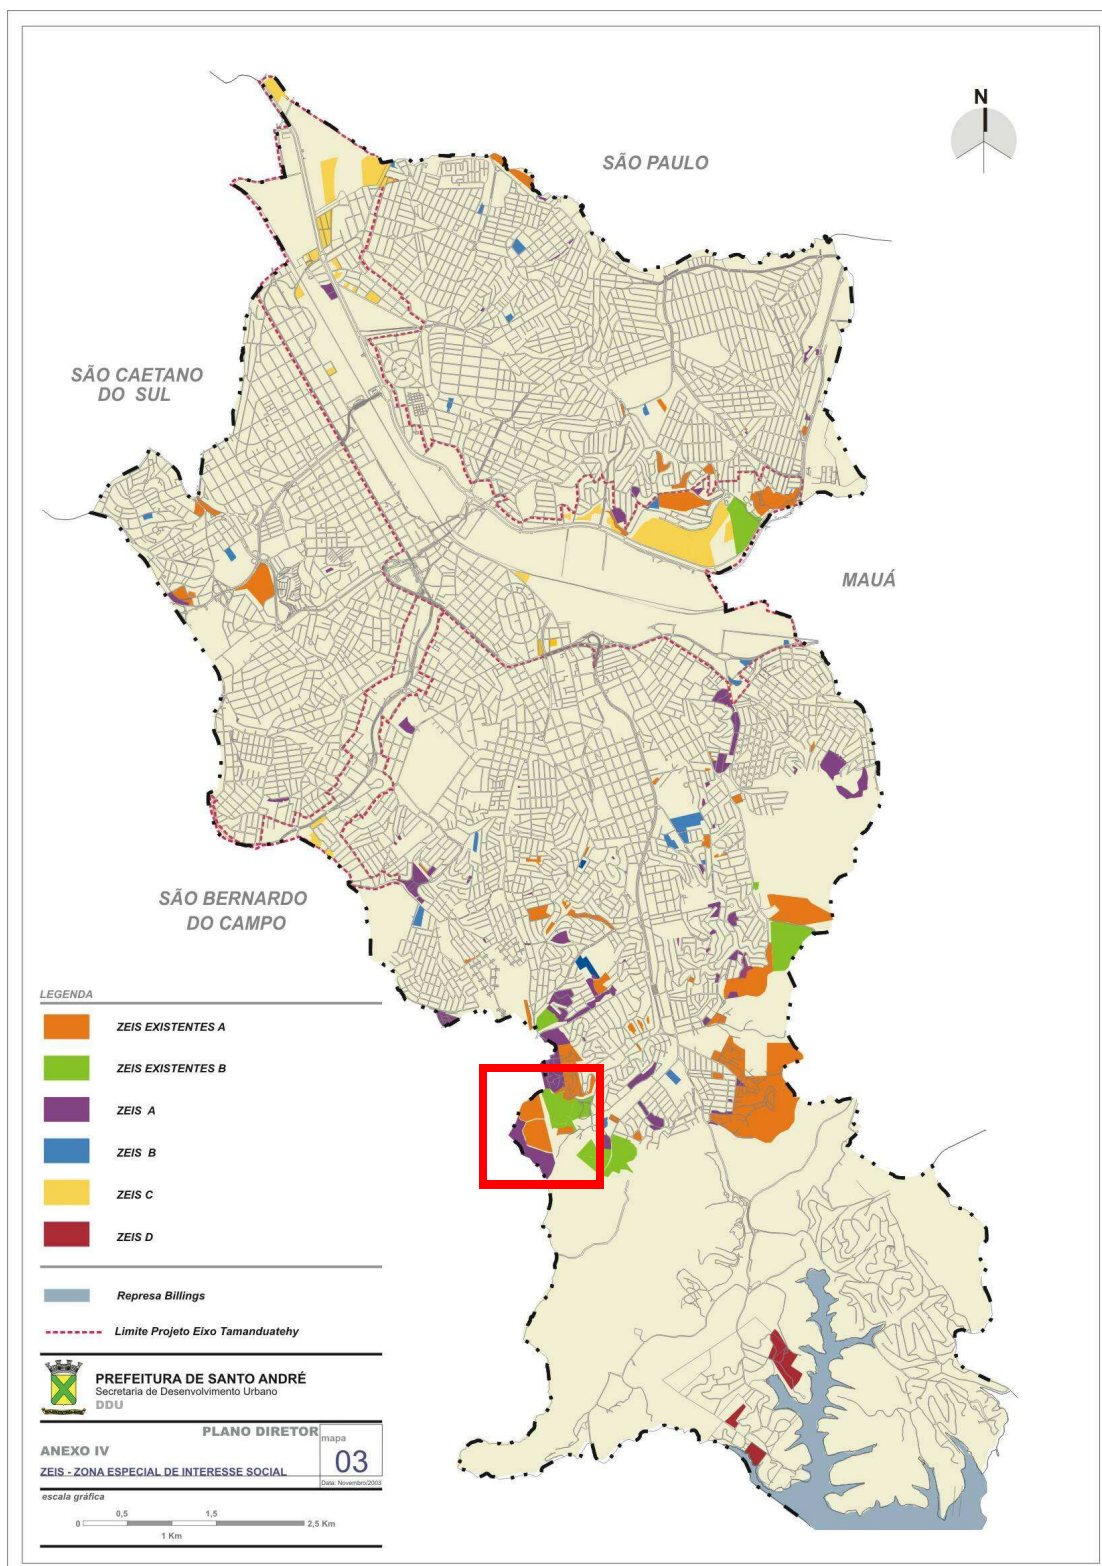 N
SÃO PAULO
SÃO CAETANO
DO SUL
MAUÁ
SÃO BERNARDO
DO CAMPO
LEGENDA
ZEIS EXISTENTES A
ZEIS EXISTENTES B
ZEIS A
ZEIS B
ZEIS C
ZEIS D
Represa Billings
Limite Projeto Eixo Tamanduatehy
PREFEITURA DE SANTO ANDRÉ
Secretaria de Desenvolvimento Urbano
DDU
PLANO DIRETOR
mapa
ANEXO IV
03
ZEIS - ZONA ESPECIAL DE INTERESSE SOCIAL
Data: Novembro/2003
escala gráfica
0,5 1,5
0 2,5 Km
1 Km